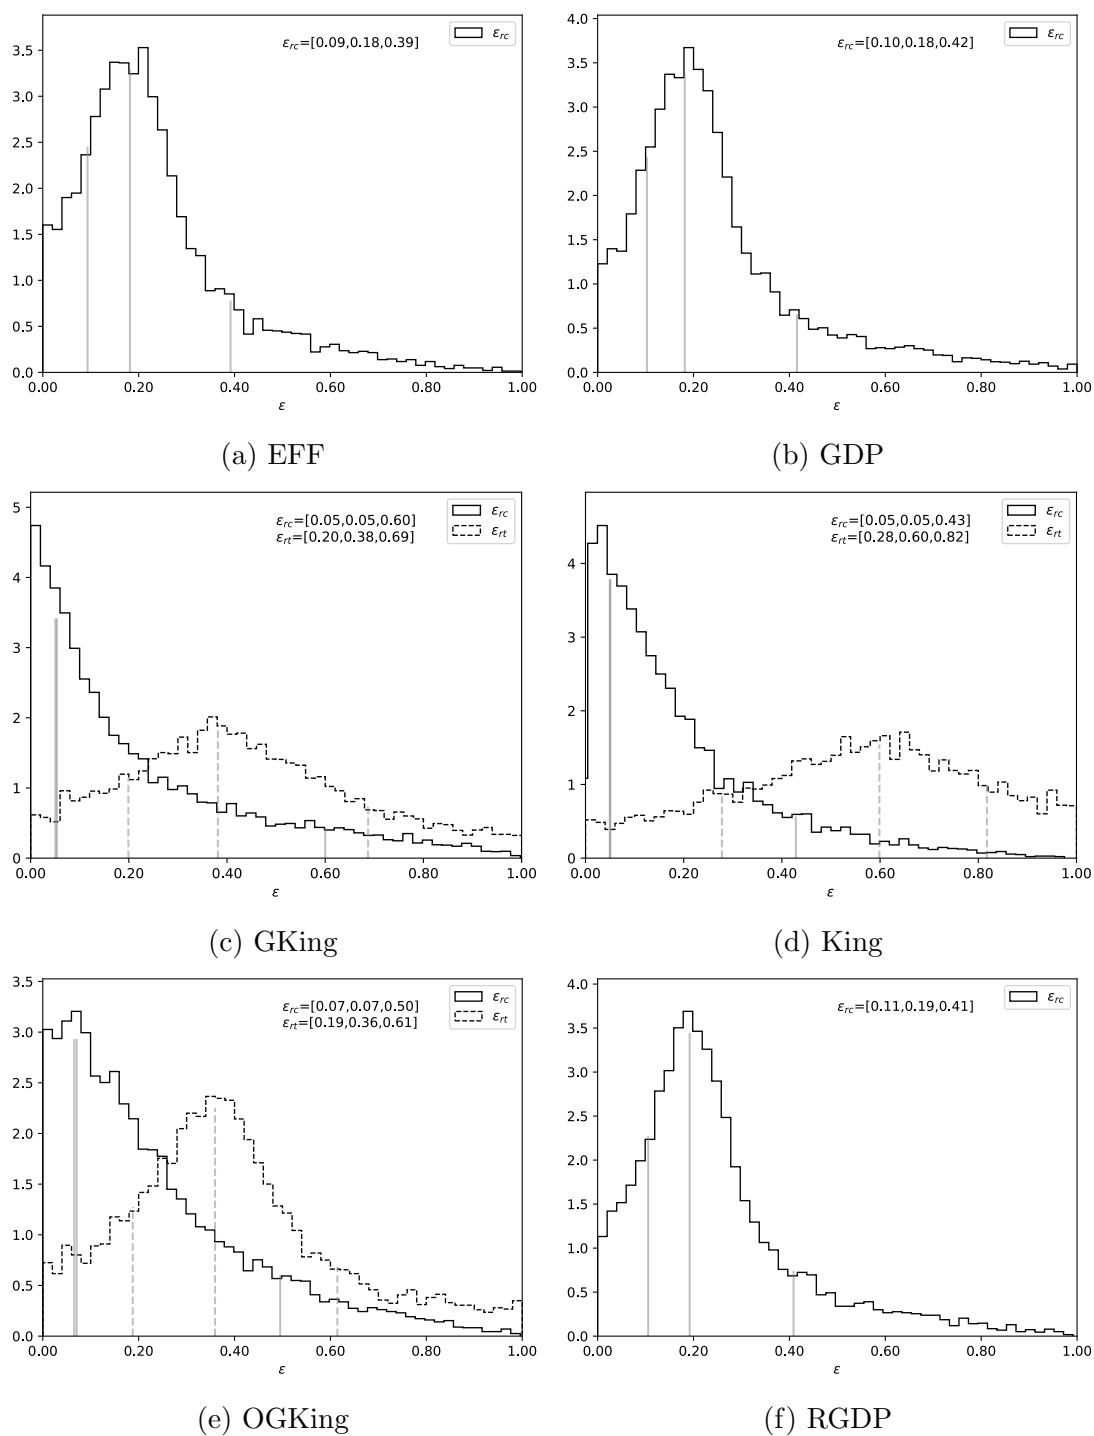 ε_rc=[0.09,0.18,0.39]
ε_rc
3.5
3.0
2.5
2.0
1.5
1.0
0.5
0.0
0.00 0.20 0.40 0.60 0.80 1.00
ε
(a) EFF
ε_rc=[0.10,0.18,0.42]
ε_rc
4.0
3.5
3.0
2.5
2.0
1.5
1.0
0.5
0.0
0.00 0.20 0.40 0.60 0.80 1.00
ε
(b) GDP
ε_rc=[0.05,0.05,0.60]
ε_rt=[0.20,0.38,0.69]
ε_rc
ε_rt
5
4
3
2
1
0
0.00 0.20 0.40 0.60 0.80 1.00
ε
(c) GKing
ε_rc=[0.05,0.05,0.43]
ε_rt=[0.28,0.60,0.82]
ε_rc
ε_rt
4
3
2
1
0
0.00 0.20 0.40 0.60 0.80 1.00
ε
(d) King
ε_rc=[0.07,0.07,0.50]
ε_rt=[0.19,0.36,0.61]
ε_rc
ε_rt
3.5
3.0
2.5
2.0
1.5
1.0
0.5
0.0
0.00 0.20 0.40 0.60 0.80 1.00
ε
(e) OGKing
ε_rc=[0.11,0.19,0.41]
ε_rc
4.0
3.5
3.0
2.5
2.0
1.5
1.0
0.5
0.0
0.00 0.20 0.40 0.60 0.80 1.00
ε
(f) RGDP